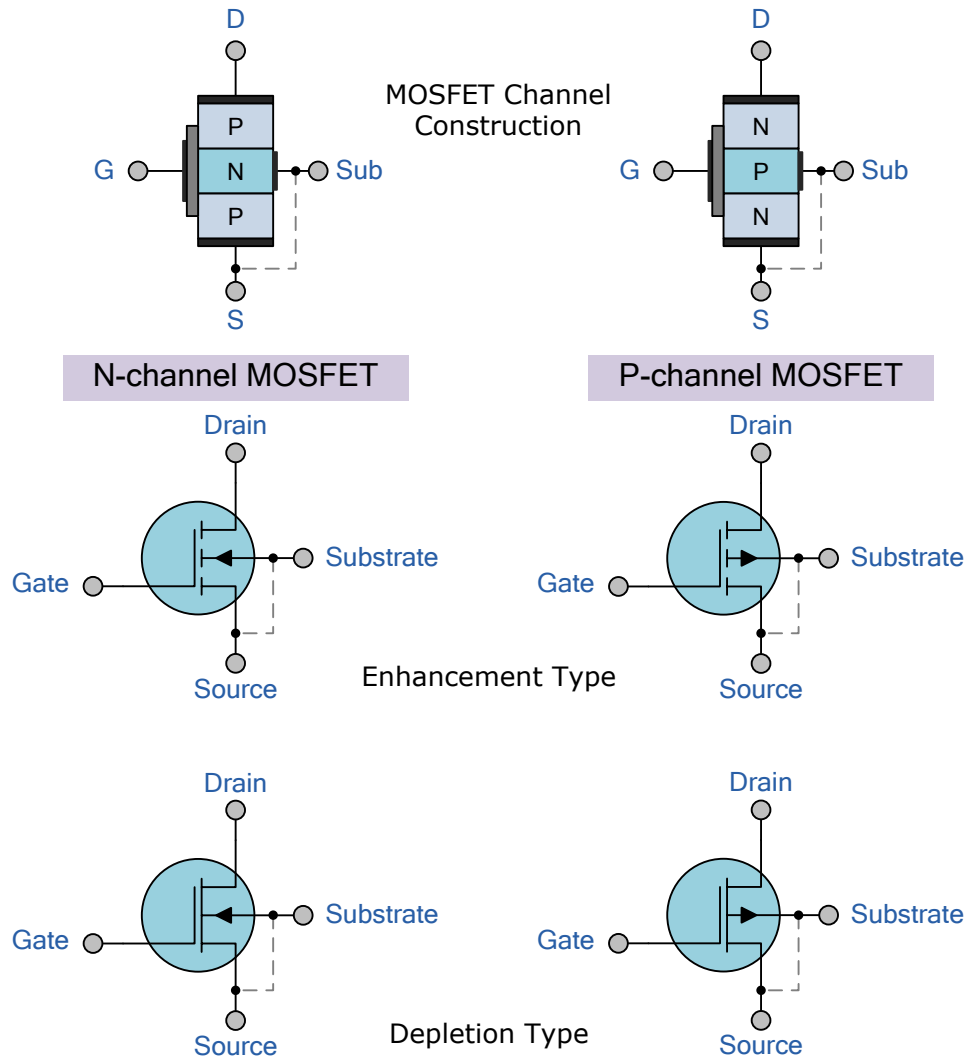 D
D
MOSFET Channel
Construction
P
N
G
N
Sub
G
P
Sub
P
N
S
S
N-channel MOSFET
P-channel MOSFET
Drain
Drain
Substrate
Substrate
Gate
Gate
Source
Source
Enhancement Type
Drain
Drain
Substrate
Substrate
Gate
Gate
Source
Source
Depletion Type